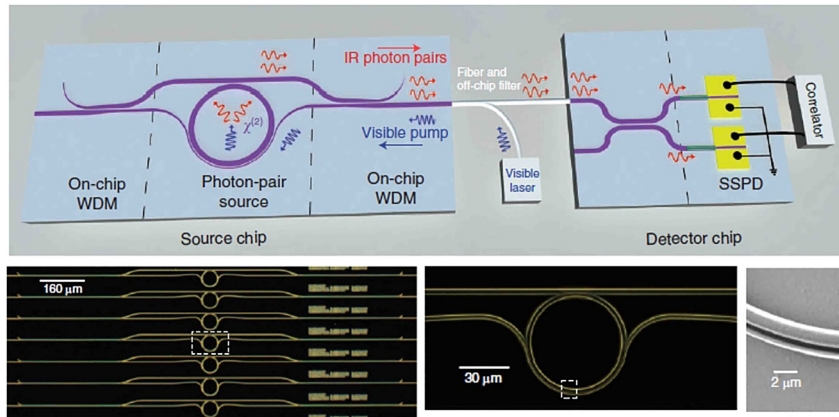 IR photon pairs
Fiber and
off-chip filter
Correlator
χ(2)
Visible pump
On-chip
WDM
Photon-pair
source
On-chip
WDM
Visible
laser
SSPD
Source chip
Detector chip
160 μm
30 μm
2 μm